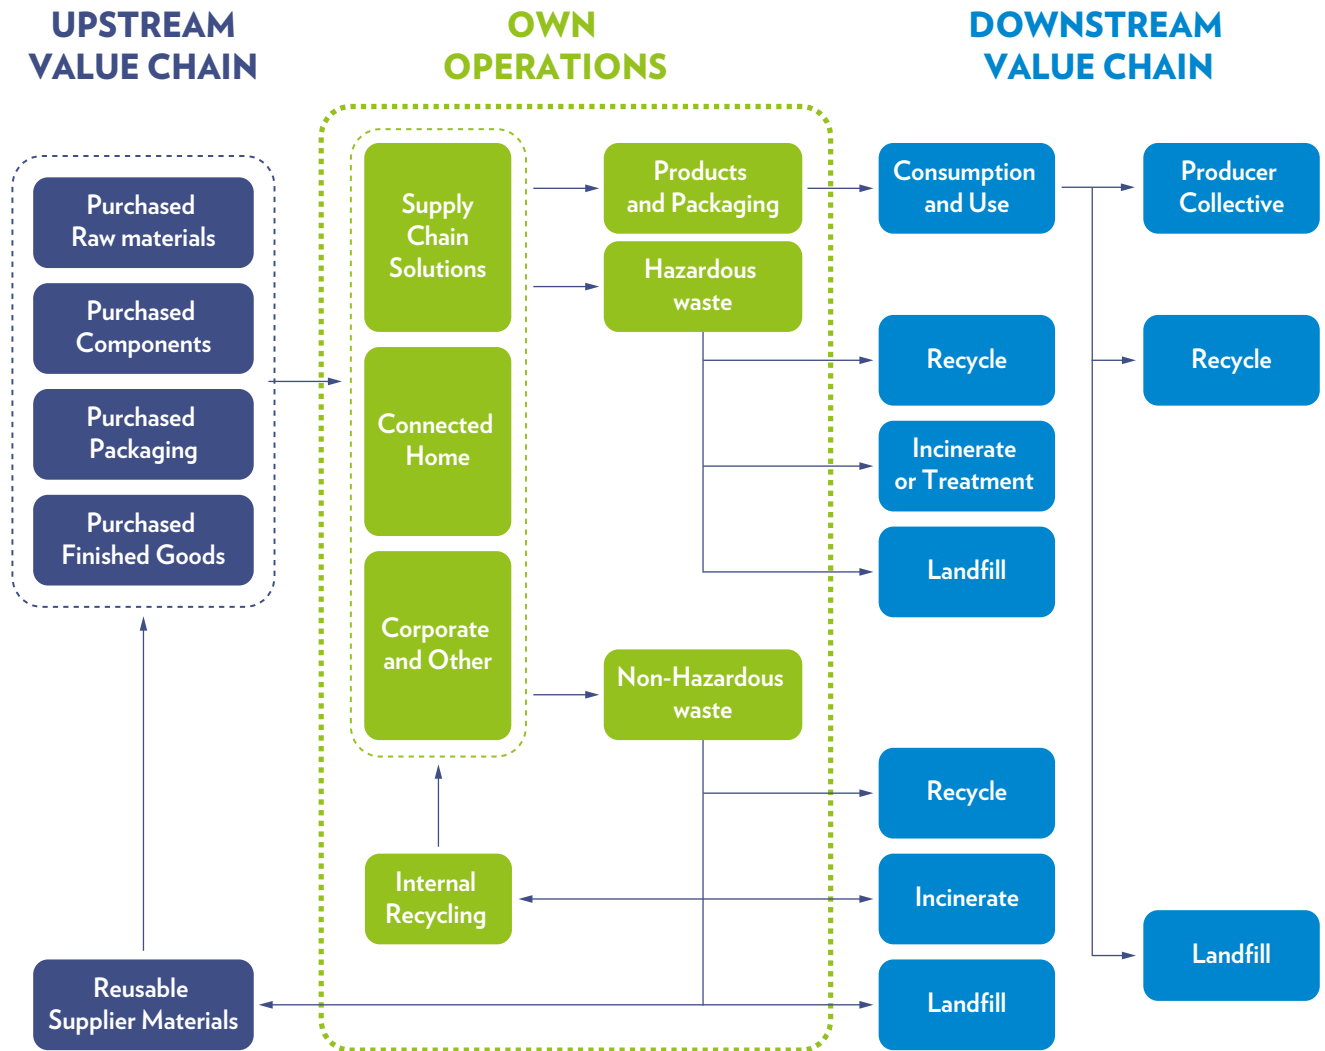 UPSTREAM
VALUE CHAIN
OWN
OPERATIONS
DOWNSTREAM
VALUE CHAIN
Purchased
Raw materials
Purchased
Components
Purchased
Packaging
Purchased
Finished Goods
Reusable
Supplier Materials
Supply
Chain
Solutions
Connected
Home
Corporate
and Other
Internal
Recycling
Products
and Packaging
Hazardous
waste
Non-Hazardous
waste
Consumption
and Use
Recycle
Incinerate
or Treatment
Landfill
Recycle
Incinerate
Landfill
Producer
Collective
Recycle
Landfill